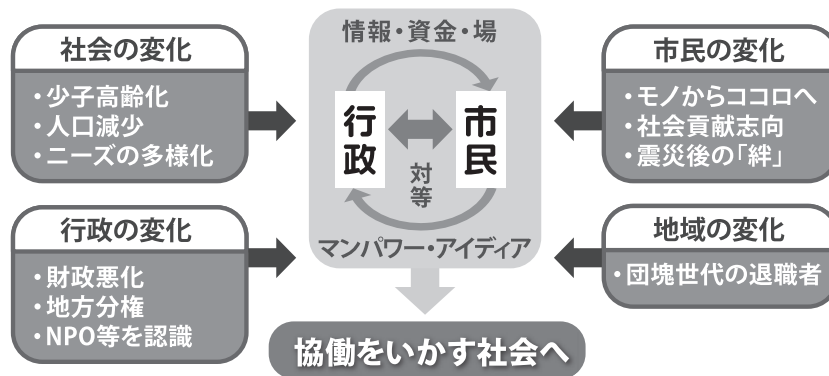 社会の変化
・少子高齢化
・人口減少
・ニーズの多様化
行政の変化
・財政悪化
・地方分権
・NPO等を認識
情報・資金・場
行政
市民
対等
マンパワー・アイディア
市民の変化
・モノからココロへ
・社会貢献志向
・震災後の「絆」
地域の変化
・団塊世代の退職者
協働をいかす社会へ